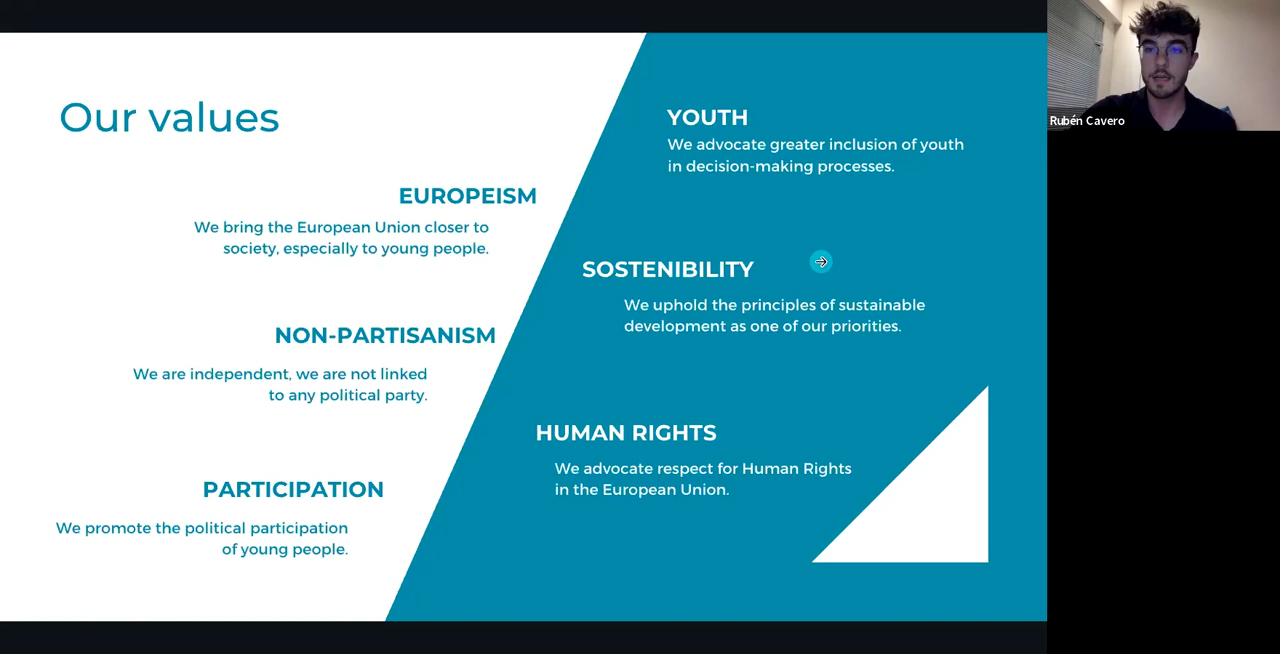 Our values
EUROPEISM
We bring the European Union closer to
society, especially to young people.
NON-PARTISANISM
We are independent, we are not linked
to any political party.
PARTICIPATION
We promote the political participation
of young people.
YOUTH
We advocate greater inclusion of youth
in decision-making processes.
SOSTENIBILITY
We uphold the principles of sustainable
development as one of our priorities.
HUMAN RIGHTS
We advocate respect for Human Rights
in the European Union.
Rubén Cavero